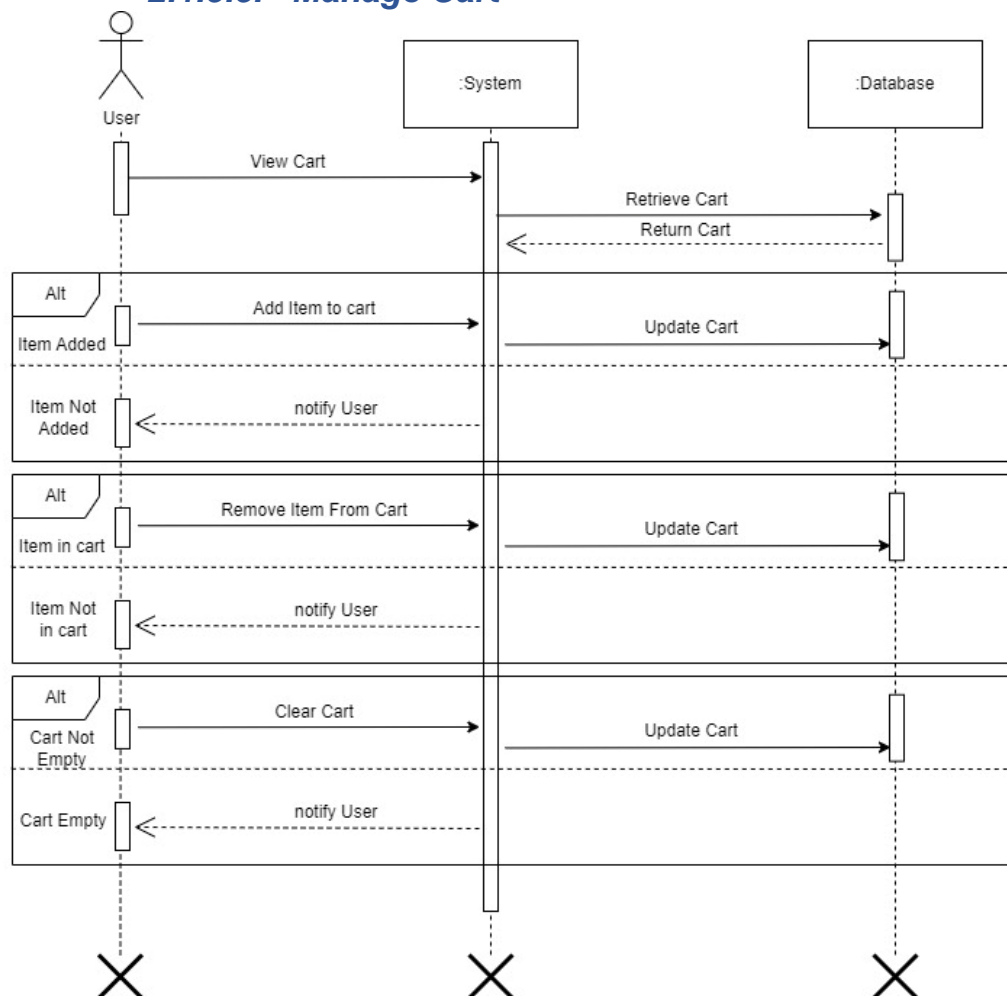 Manage Cart
:System
:Database
User
View Cart
Retrieve Cart
Return Cart
Alt
Add Item to cart
Update Cart
Item Added
Item Not
Added
notify User
Alt
Remove Item From Cart
Update Cart
Item in cart
Item Not
in cart
notify User
Alt
Clear Cart
Update Cart
Cart Not
Empty
Cart Empty
notify User